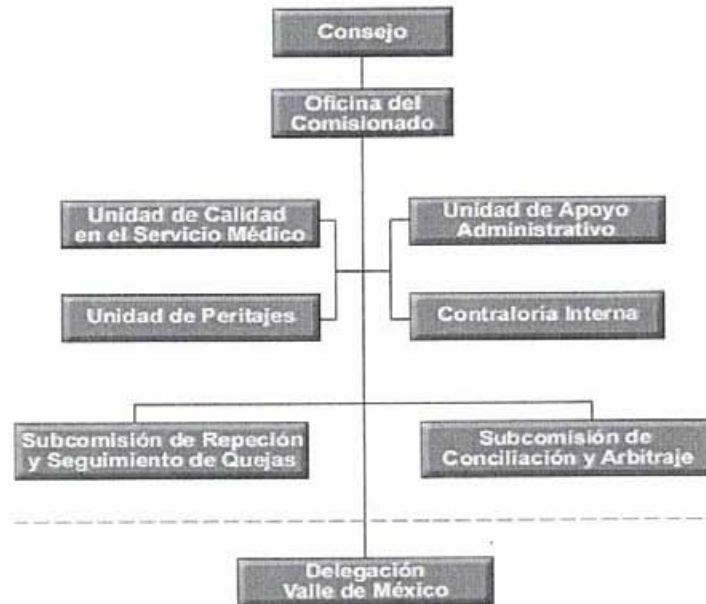 Consejo
Oficina del
Comisionado
Unidad de Calidad
en el Servicio Médico
Unidad de Apoyo
Administrativo
Unidad de Peritajes
Contraloría Interna
Subcomisión de Repeción
y Seguimiento de Quejas
Subcomisión de
Conciliación y Arbitraje
Delegación
Valle de México